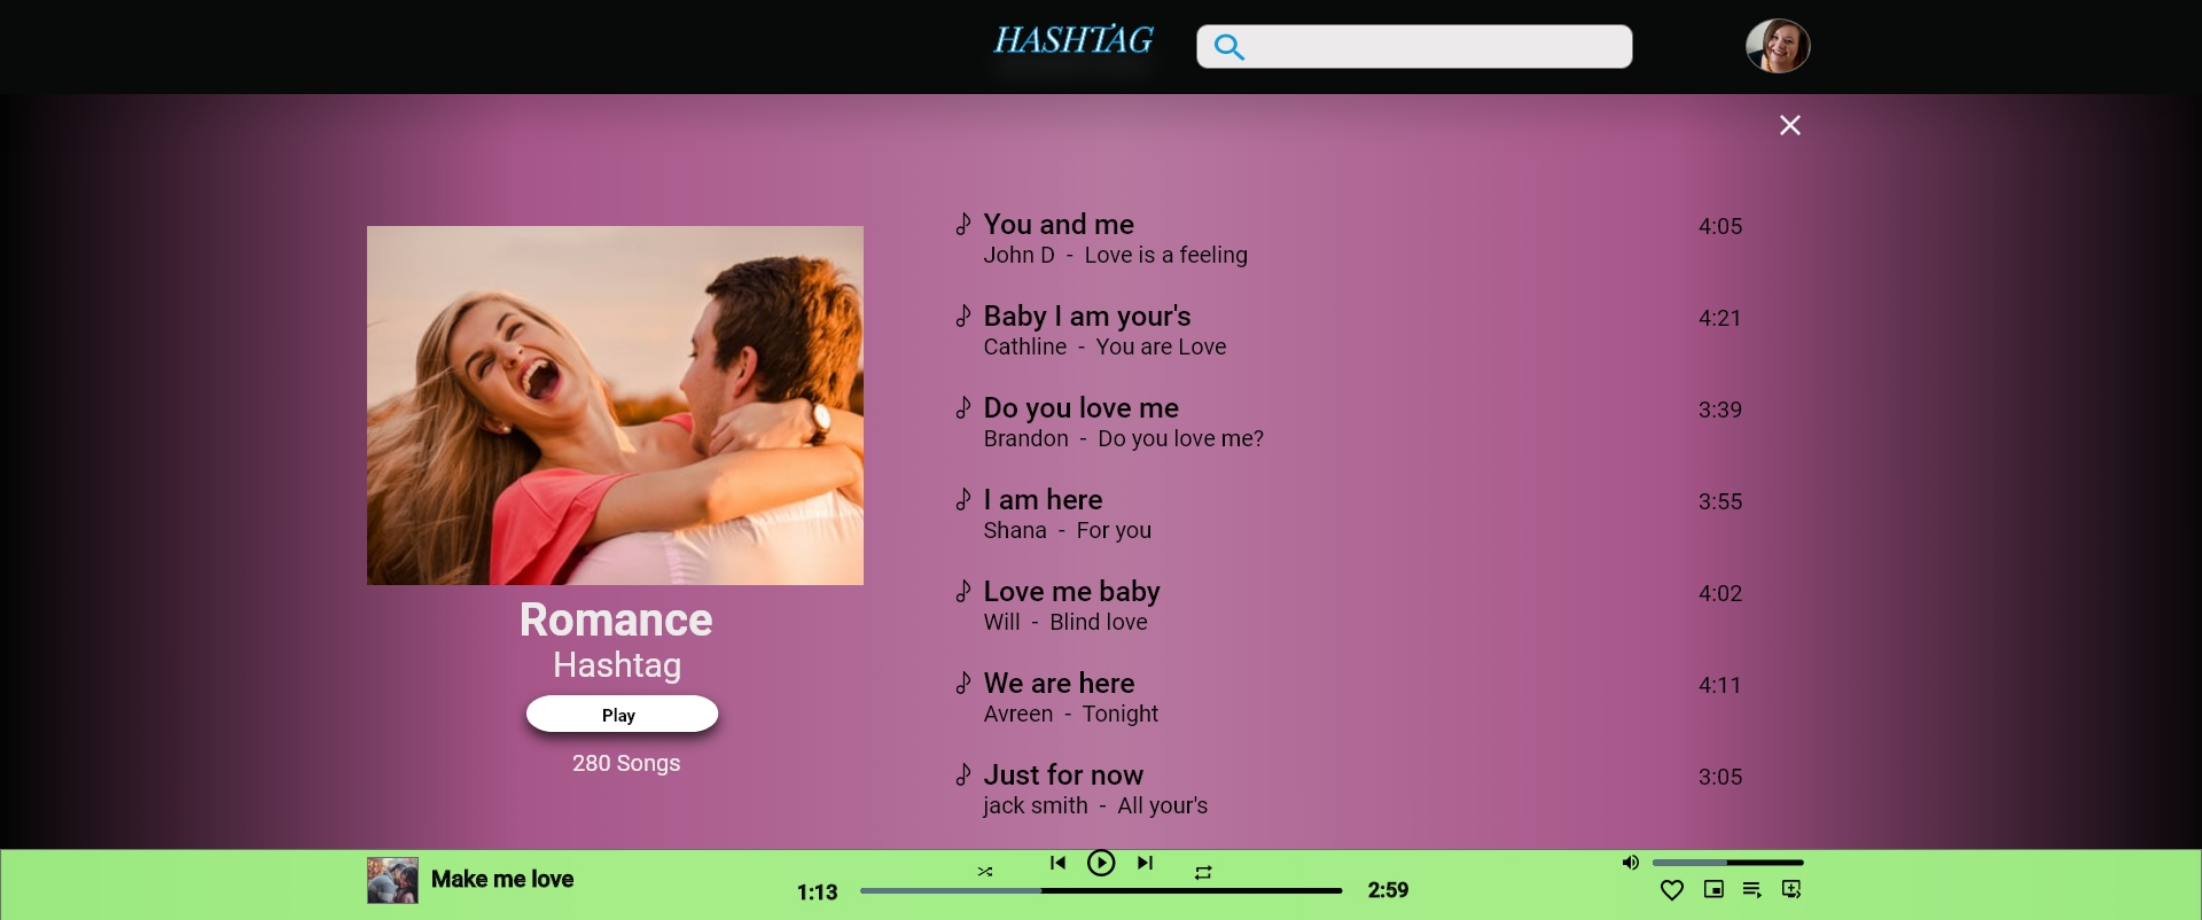 HASHTAG
You and me 4:05
John D - Love is a feeling
Baby I am your's 4:21
Cathline - You are Love
Do you love me 3:39
Brandon - Do you love me?
I am here 3:55
Shana - For you
Love me baby 4:02
Will - Blind love
We are here 4:11
Avreen - Tonight
Just for now 3:05
jack smith - All your's
Romance
Hashtag
Play
280 Songs
Make me love
1:13 2:59